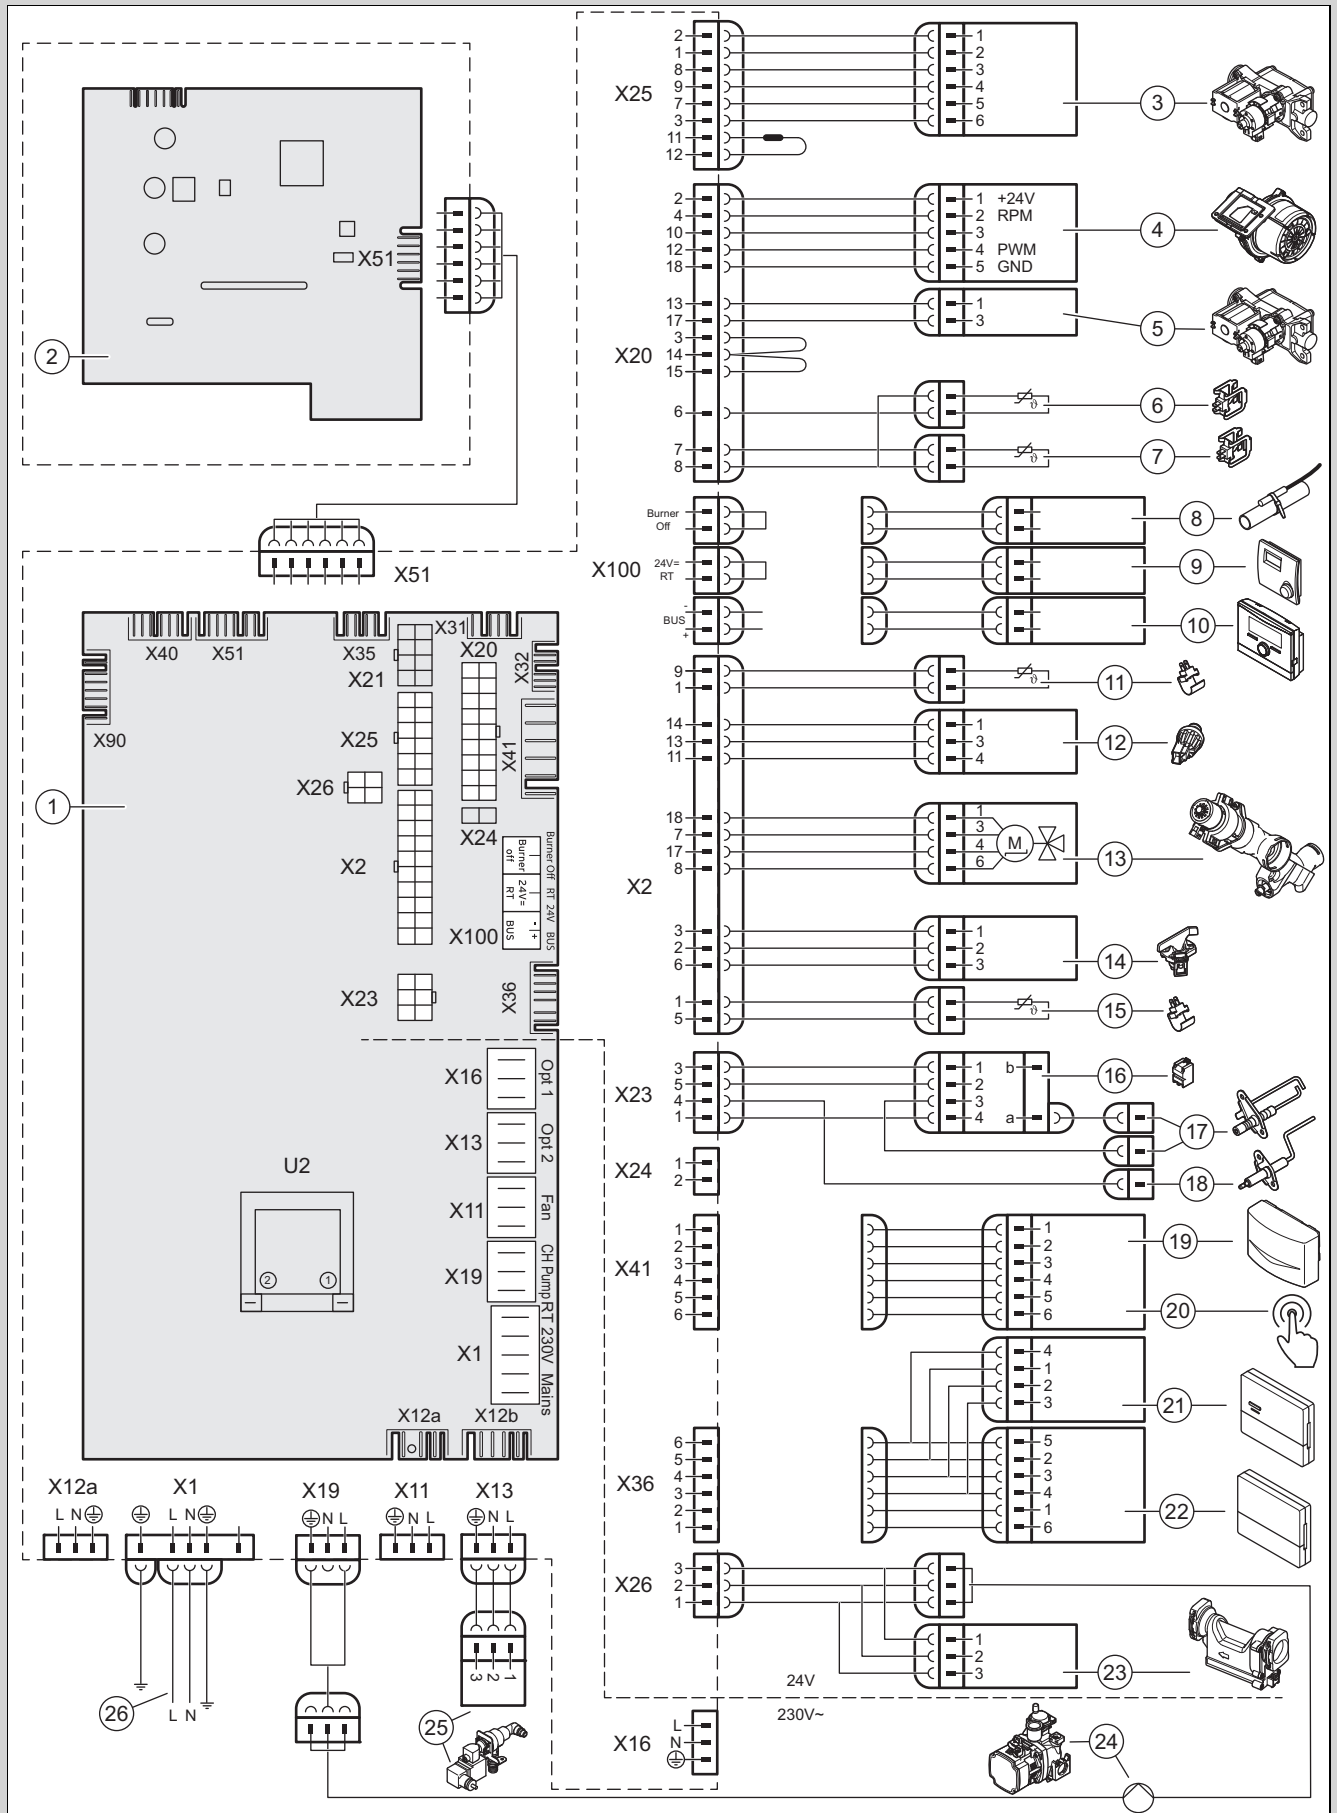 X51
2
X51
X40
X51
X35
X31
X21
X20
X32
X90
X25
X41
X26
X24
1
X2
Burner off
24V= RT
BUS - +
Burner Off RT 24V BUS
X100
X23
X36
X16
Opt 1
X13
Opt 2
U2
X11
Fan
X19
CH Pump
2 1
X1
RT 230V Mains
X12a X12b
X12a
L N
X1
L N
X19
N L
X11
N L
X13
N L
26
L N
3 2 1
25
X25
2 1
1 2
8 3
9 4
7 5
3 6
11
12
3
X20
2 1 +24V
4 2 RPM
10 3
12 4 PWM
18 5 GND
4
13 1
17 3
3
14
15
5
6
ϑ
6
7
8
ϑ
7
X100
Burner Off
8
24V= RT
9
- BUS +
10
X2
9
1
ϑ
11
14 1
13 3
11 4
12
18 1
7 3
17 4
8 6
M
13
3 1
2 2
6 3
14
1
5
ϑ
15
X23
3 1 b
5 2
4 3
1 4 a
16
17
X24
1
2
18
X41
1 1
2 2
3 3
4 4
5 5
6 6
19
20
4
1
2
3
21
X36
6 5
5 2
4 3
3 4
2 1
1 6
22
X26
3
2
1
1
2
3
23
24V
230V~
X16
L
N
24